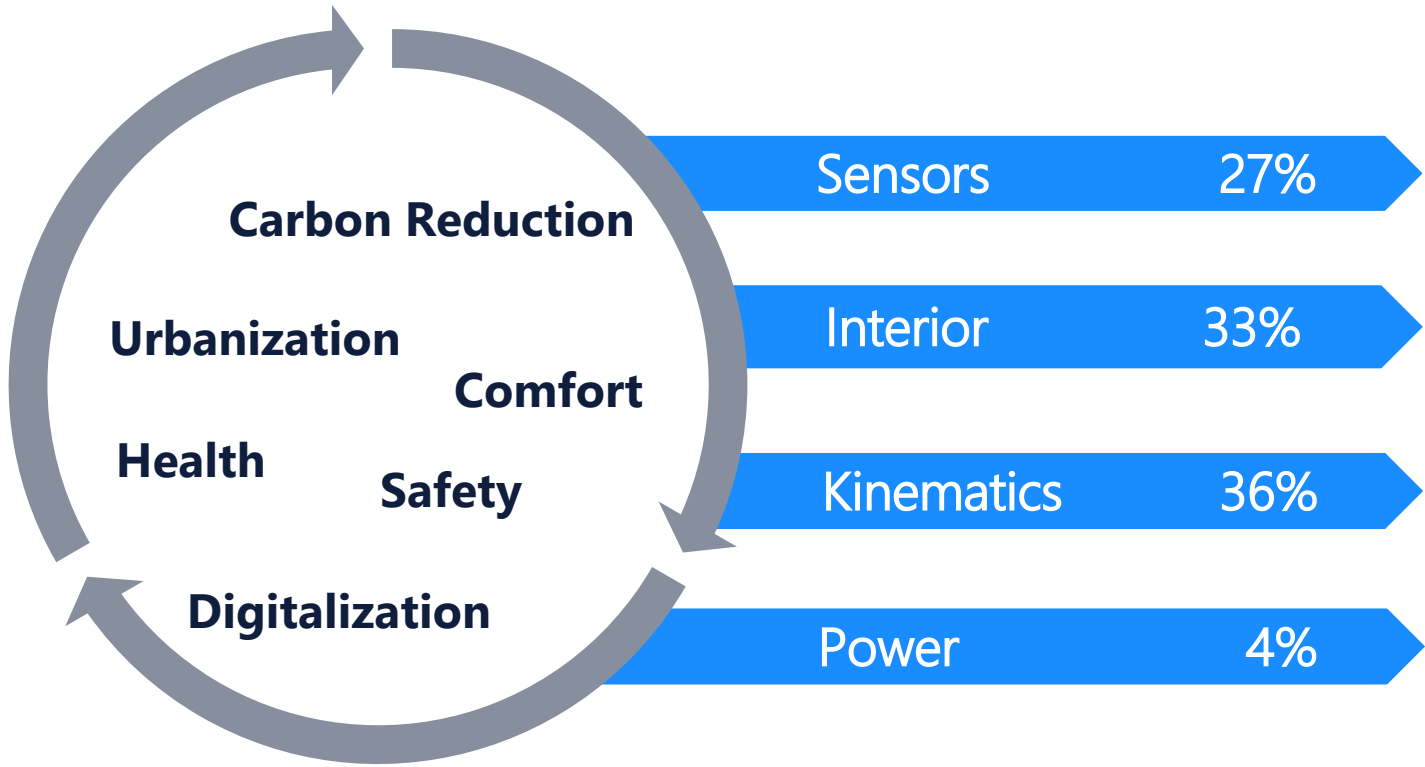 Carbon Reduction
Urbanization
Comfort
Health
Safety
Digitalization
Sensors 27%
Interior 33%
Kinematics 36%
Power 4%